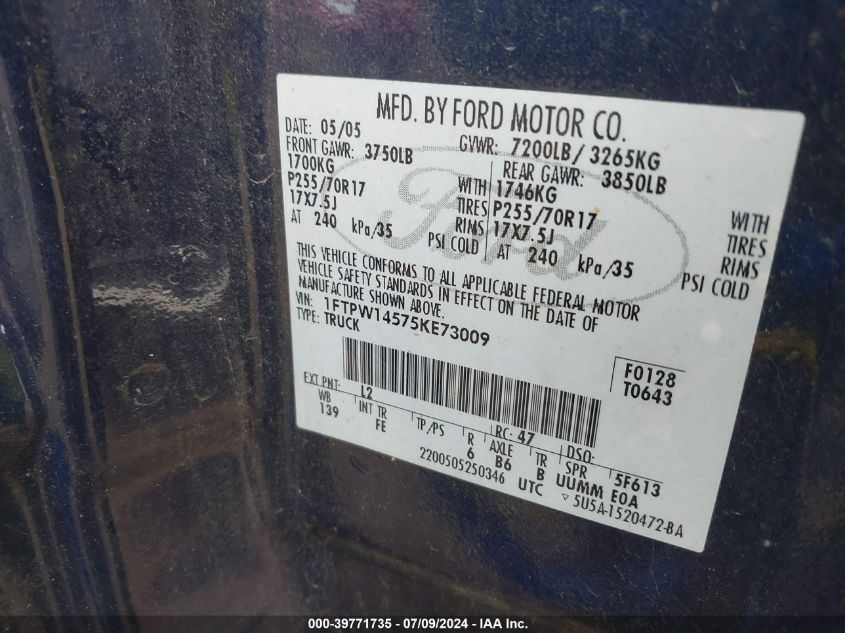 MFD. BY FORD MOTOR CO.
DATE: 05/05 GVWR: 7200LB/ 3265KG
FRONT GAWR: 3750LB REAR GAWR: 3850LB
1700KG WITH 1746KG WITH
P255/70R17 TIRES P255/70R17 TIRES
17X7.5J RIMS 17X7.5J RIMS
AT 240 kPa/35 PSI COLD AT 240 kPa/35 PSI COLD
Ford
THIS VEHICLE CONFORMS TO ALL APPLICABLE FEDERAL MOTOR
VEHICLE SAFETY STANDARDS IN EFFECT ON THE DATE OF
MANUFACTURE SHOWN ABOVE.
VIN: 1FTPW14575KE73009
TYPE: TRUCK
F0128
T0643
EXT PNT: L2 RC: 47 DSO:
WB INT TR TP/PS R AXLE TR SPR 5F613
139 FE 6 B6 B UUMM EOA
2200505250346 UTC ▽ 5U5A-1520472-BA
000-39771735 - 07/09/2024 - IAA Inc.